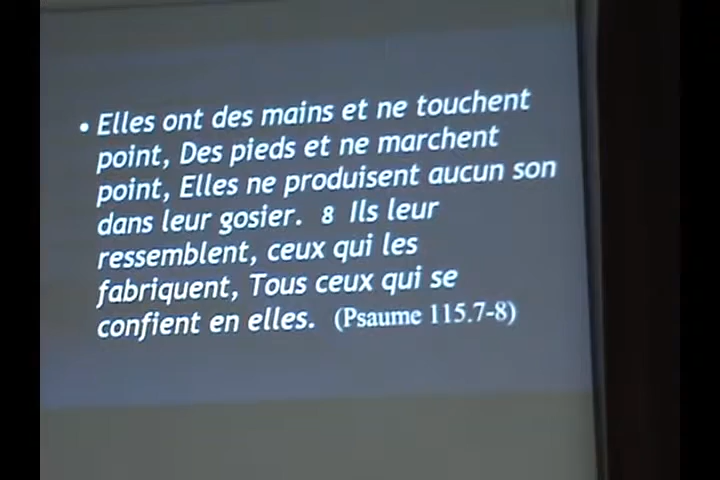 • Elles ont des mains et ne touchent
point, Des pieds et ne marchent
point, Elles ne produisent aucun son
dans leur gosier. 8 Ils leur
ressemblent, ceux qui les
fabriquent, Tous ceux qui se
confient en elles. (Psaume 115.7-8)